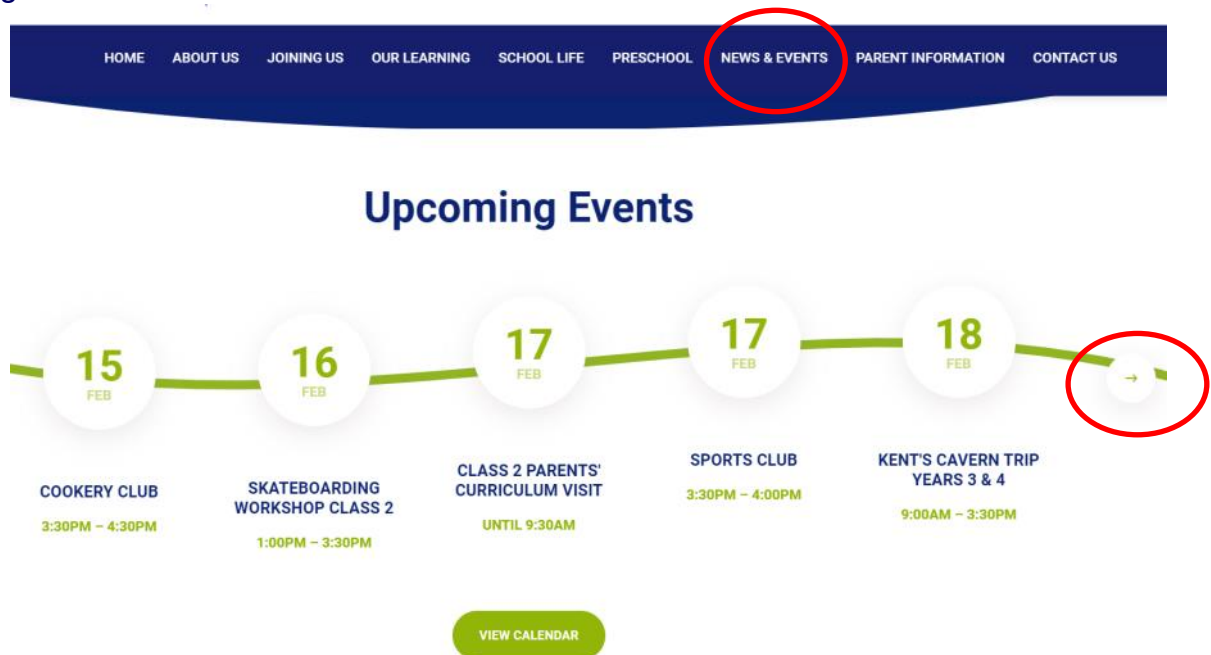 g
HOME ABOUT US JOINING US OUR LEARNING SCHOOL LIFE PRESCHOOL NEWS & EVENTS PARENT INFORMATION CONTACT US
Upcoming Events
15
FEB
COOKERY CLUB
3:30PM – 4:30PM
16
FEB
SKATEBOARDING
WORKSHOP CLASS 2
1:00PM – 3:30PM
17
FEB
CLASS 2 PARENTS'
CURRICULUM VISIT
UNTIL 9:30AM
17
FEB
SPORTS CLUB
3:30PM – 4:00PM
18
FEB
KENT'S CAVERN TRIP
YEARS 3 & 4
9:00AM – 3:30PM
→
VIEW CALENDAR